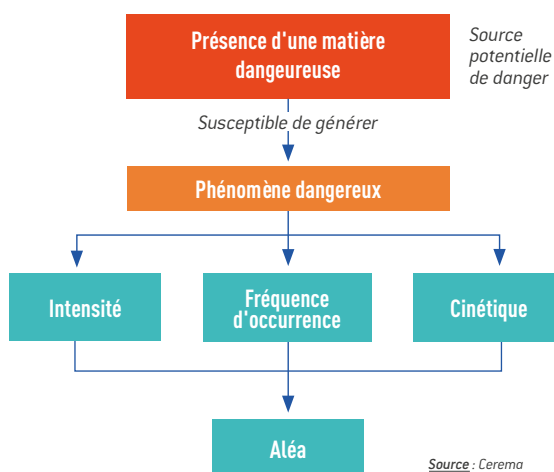 Présence d'une matière
dangeureuse
Source
potentielle
de danger
Susceptible de générer
Phénomène dangereux
Intensité
Fréquence
d'occurrence
Cinétique
Aléa
Source : Cerema